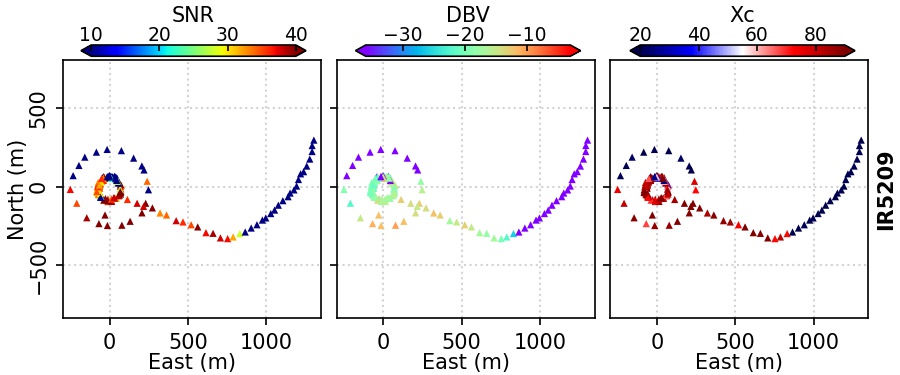 SNR DBV Xc
10 20 30 40 −30 −20 −10 20 40 60 80
500
0
−500
North (m)
IR5209
0 500 1000 0 500 1000 0 500 1000
East (m) East (m) East (m)